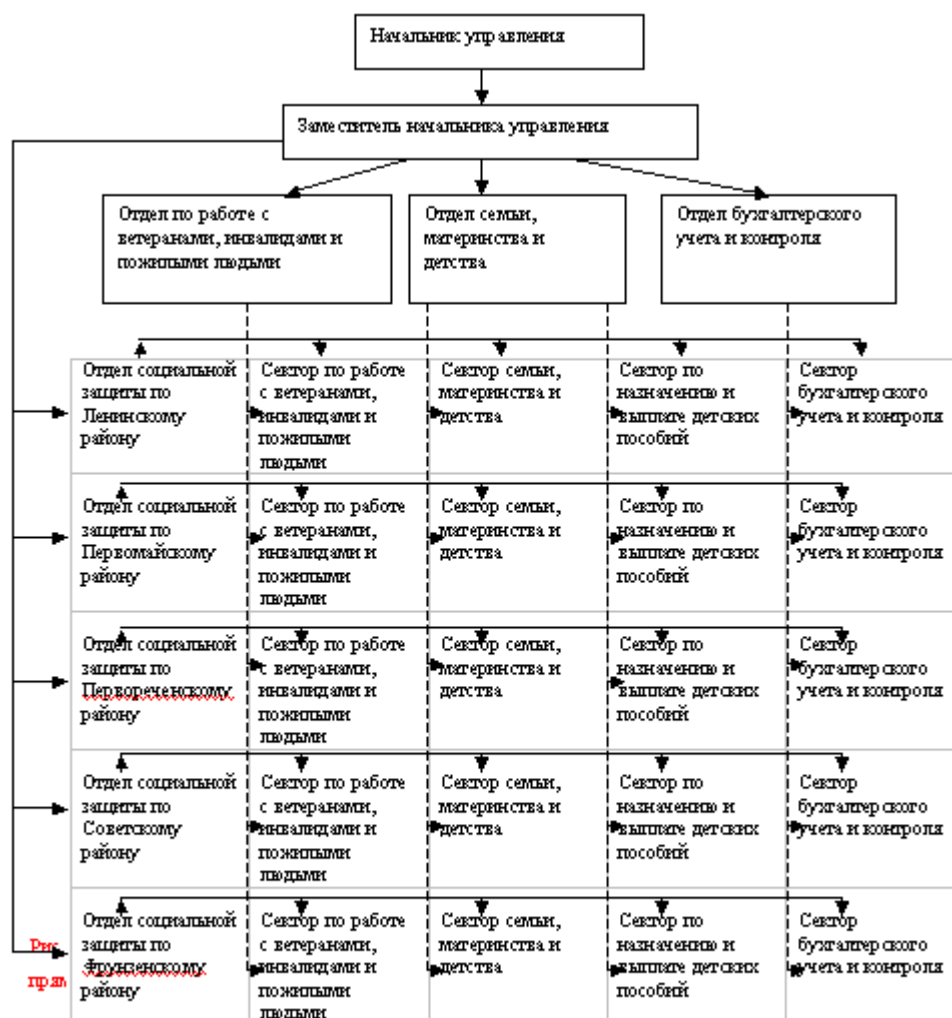 Начальник управления
Заместитель начальника управления
Отдел по работе с
ветеранами, инвалидами и
пожилыми людьми
Отдел семьи,
материнства и
детства
Отдел бухгалтерского
учета и контроля
Отдел социальной
защиты по
Ленинскому
району
Сектор по работе
с ветеранами,
инвалидами и
пожилыми
людьми
Сектор семьи,
материнства и
детства
Сектор по
назначению и
выплате детских
пособий
Сектор
бухгалтерского
учета и контроля
Отдел социальной
защиты по
Первомайскому
району
Сектор по работе
с ветеранами,
инвалидами и
пожилыми
людьми
Сектор семьи,
материнства и
детства
Сектор по
назначению и
выплате детских
пособий
Сектор
бухгалтерского
учета и контроля
Отдел социальной
защиты по
Первореченскому
району
Сектор по работе
с ветеранами,
инвалидами и
пожилыми
людьми
Сектор семьи,
материнства и
детства
Сектор по
назначению и
выплате детских
пособий
Сектор
бухгалтерского
учета и контроля
Отдел социальной
защиты по
Советскому
району
Сектор по работе
с ветеранами,
инвалидами и
пожилыми
людьми
Сектор семьи,
материнства и
детства
Сектор по
назначению и
выплате детских
пособий
Сектор
бухгалтерского
учета и контроля
Отдел социальной
защиты по
Фрунзенскому
району
Сектор по работе
с ветеранами,
инвалидами и
пожилыми
людьми
Сектор семьи,
материнства и
детства
Сектор по
назначению и
выплате детских
пособий
Сектор
бухгалтерского
учета и контроля